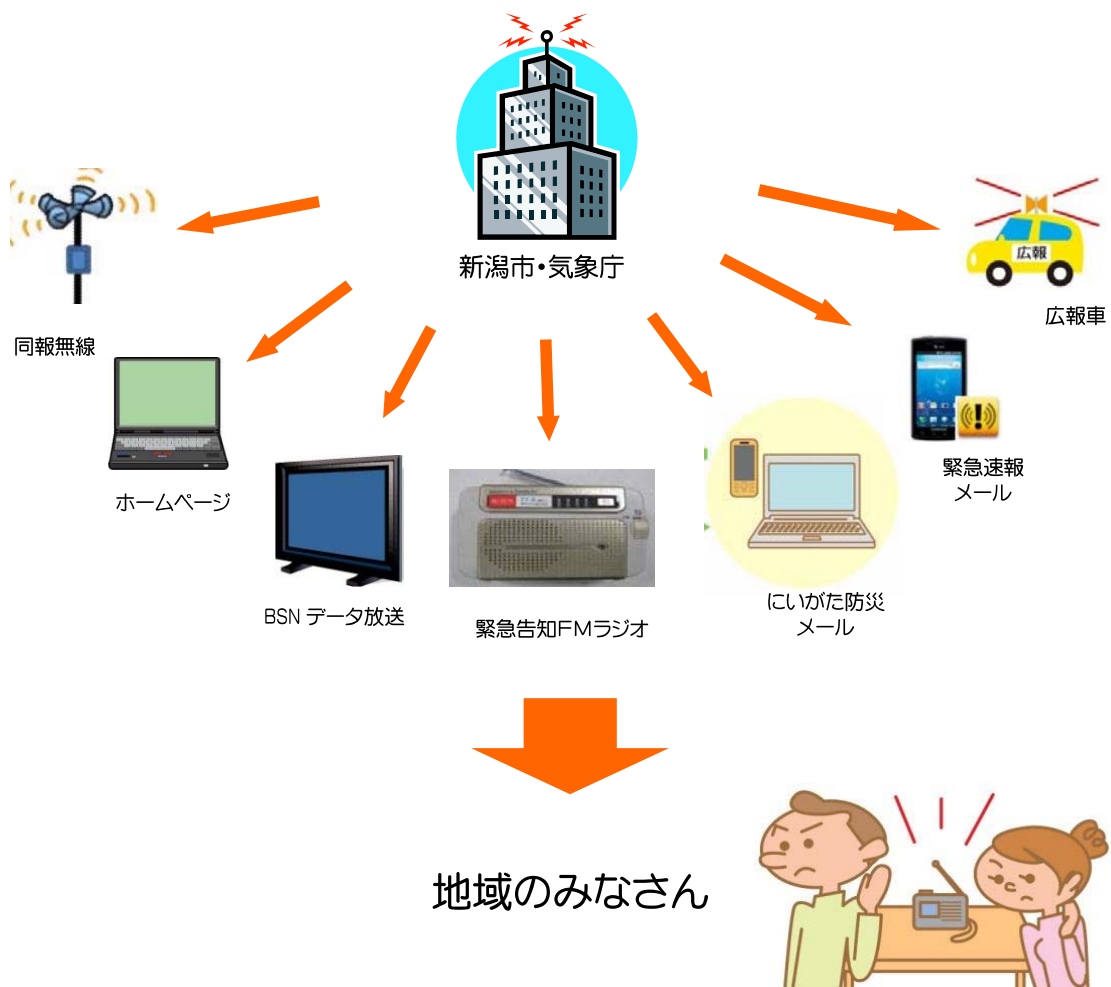 新潟市・気象庁
広報
広報車
同報無線
緊急速報
メール
ホームページ
にいがた防災
メール
BSN データ放送
緊急告知FMラジオ
地域のみなさん